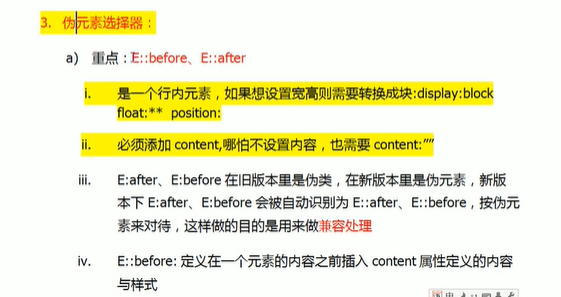 3. 伪元素选择器：
a) 重点：E::before、E::after
i. 是一个行内元素，如果想设置宽高则需要转换成块:display:block
float:** position:
ii. 必须添加 content,哪怕不设置内容，也需要 content:””
iii. E:after、E:before 在旧版本里是伪类，在新版本里是伪元素，新版
本下 E:after、E:before 会被自动识别为 E::after、E::before，按伪元
素来对待，这样做的目的是用来做兼容处理
iv. E::before: 定义在一个元素的内容之前插入 content 属性定义的内容
与样式